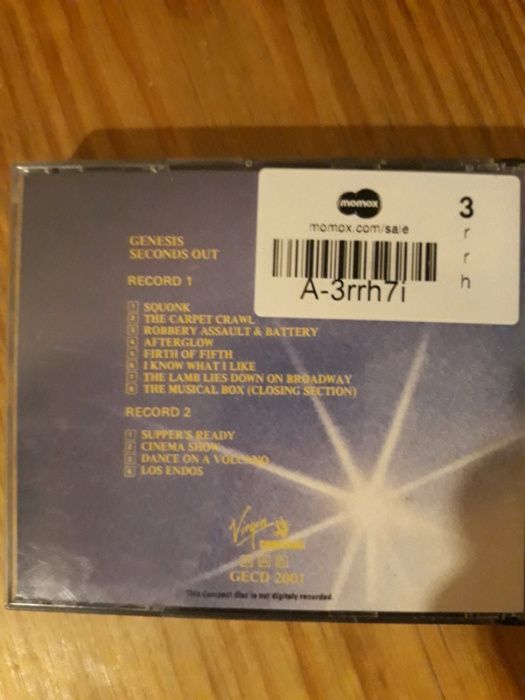 momox
momox.com/sale
A-3rrh7i
3
r
r
h
GENESIS
SECONDS OUT
RECORD 1
1 SQUONK
2 THE CARPET CRAWL
3 ROBBERY ASSAULT & BATTERY
4 AFTERGLOW
5 FIRTH OF FIFTH
6 I KNOW WHAT I LIKE
7 THE LAMB LIES DOWN ON BROADWAY
8 THE MUSICAL BOX (CLOSING SECTION)
RECORD 2
1 SUPPER'S READY
2 CINEMA SHOW
3 DANCE ON A VOLCANO
4 LOS ENDOS
Virgin
GECD 2001
This Compact disc is not digitally recorded.